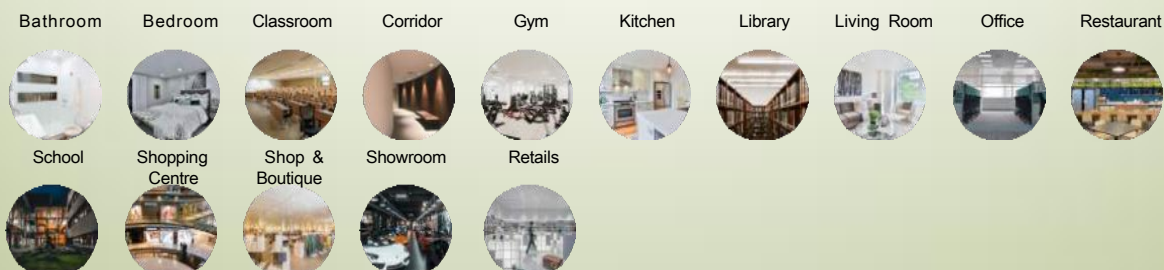 Bathroom Bedroom Classroom Corridor Gym Kitchen Library Living Room Office Restaurant
School Shopping Shop & Showroom Retails
Centre Boutique